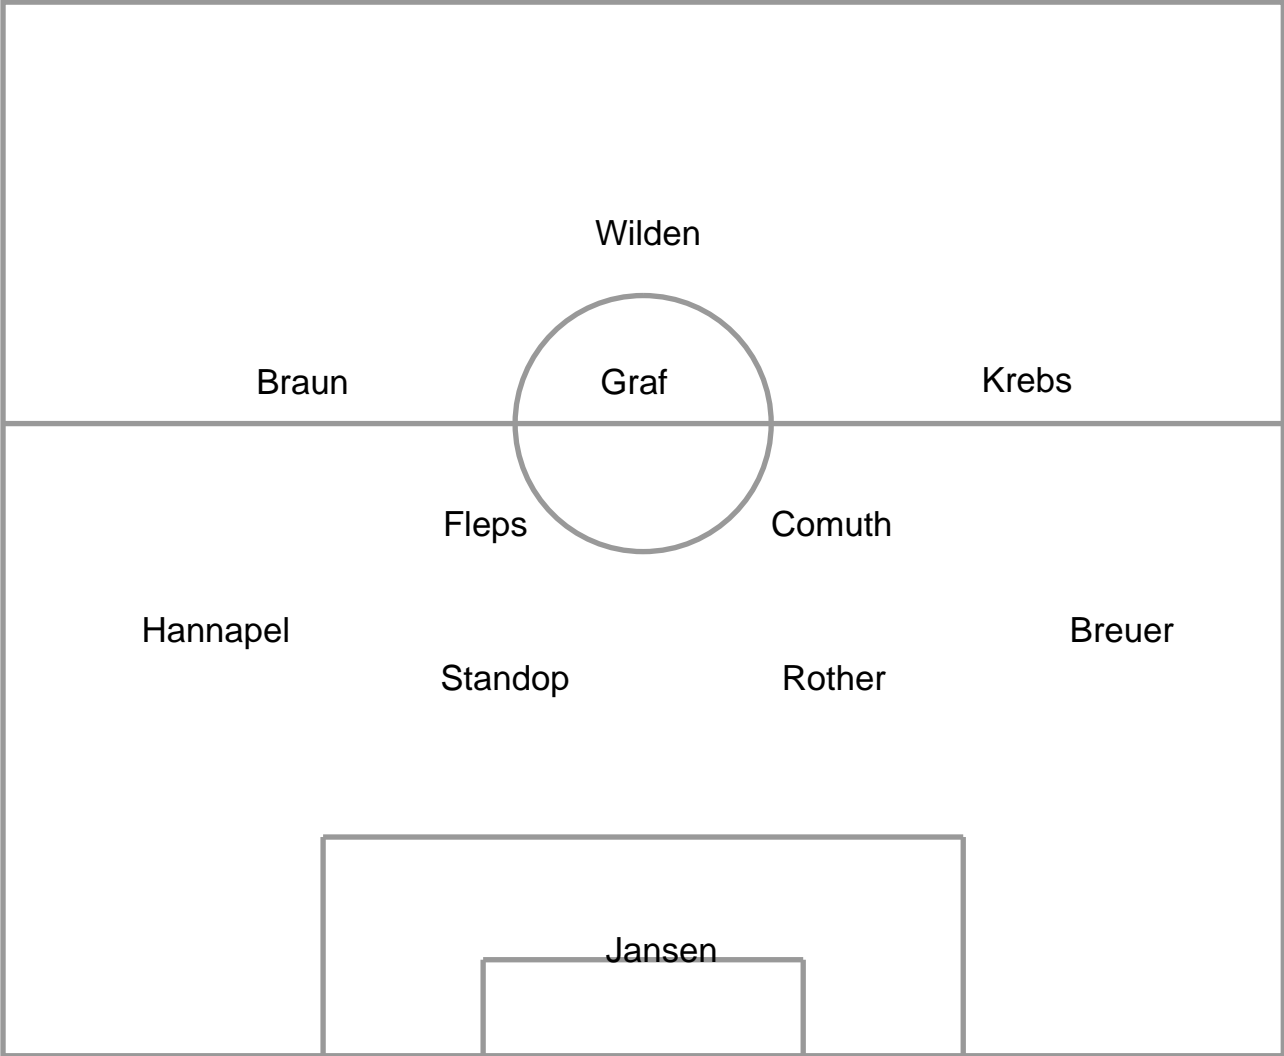 Wilden
Braun Graf Krebs
Fleps Comuth
Hannapel Breuer
Standop Rother
Jansen